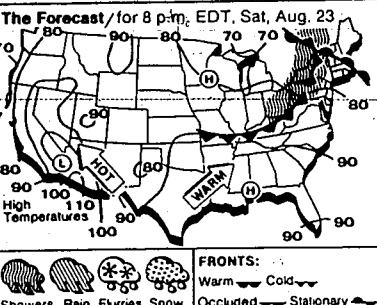 The Forecast/for 8 p.m. EDT, Sat, Aug. 23
70
80
90
70
70
H
80
90
80
L
HOT
80
WARM
90
80
90
100
110
100
90
H
90
90
High
Temperatures
Showers Rain Flurries Snow
FRONTS:
Warm Cold
Occluded Stationary